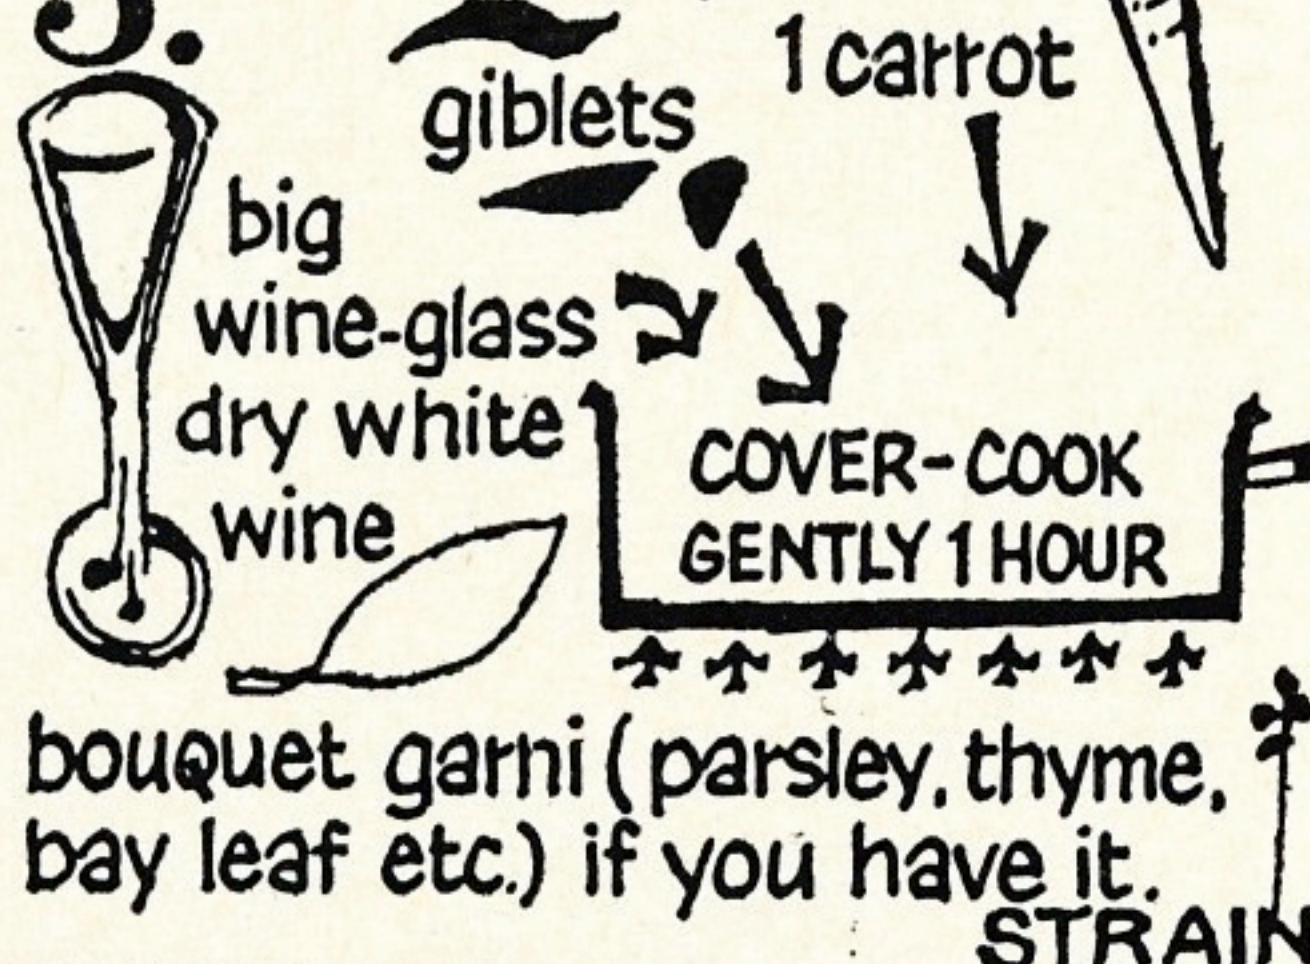 giblets
1 carrot
big
wine-glass
dry white
wine
COVER-COOK
GENTLY 1 HOUR
bouquet garni (parsley, thyme,
bay leaf etc.) if you have it.
STRAIN